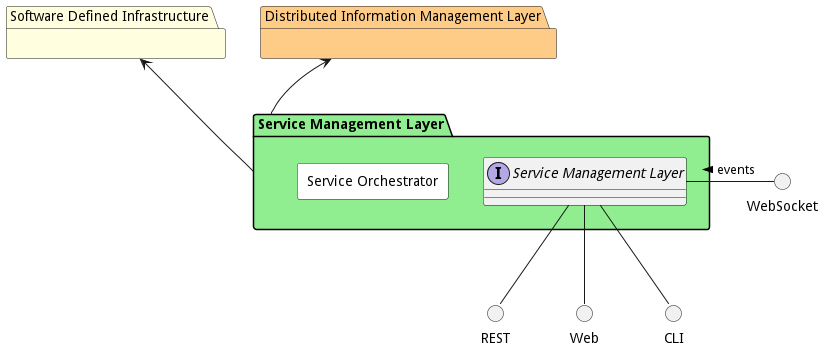 Software Defined Infrastructure
Distributed Information Management Layer
Service Management Layer
Service Orchestrator
I
Service Management Layer
events
WebSocket
REST
Web
CLI